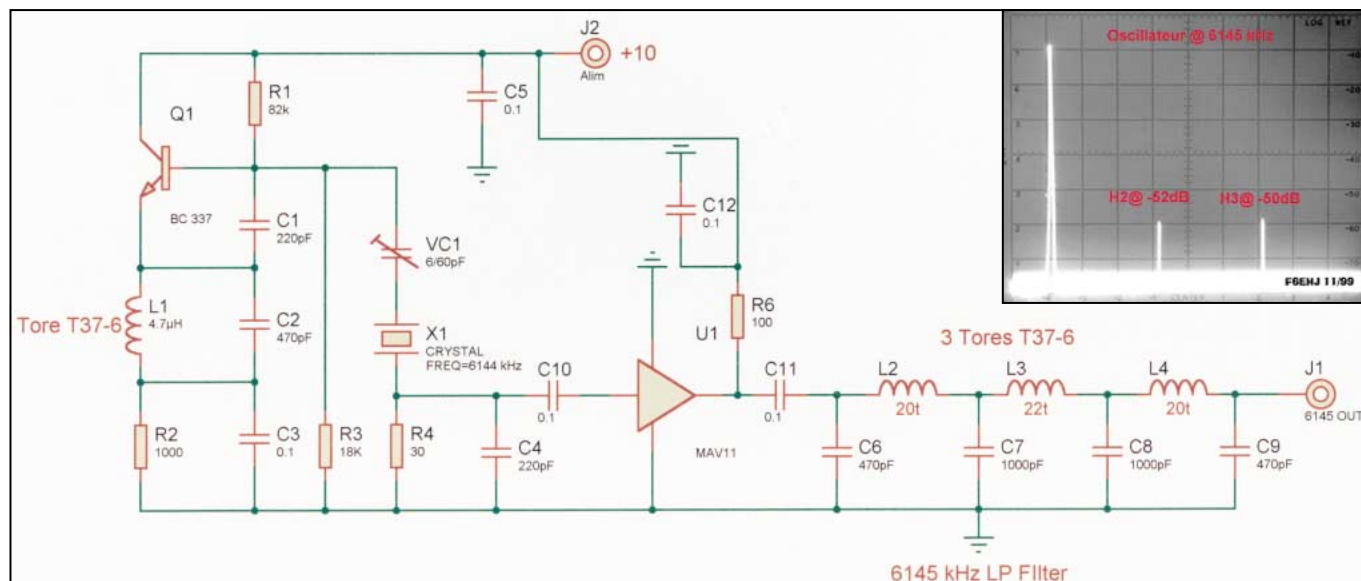 J2
+10
Alim
R1
82k
C5
0.1
Q1
BC 337
C1
220pF
VC1
6/60pF
C12
0.1
L1
4.7µH
Tore T37-6
C2
470pF
X1
CRYSTAL
FREQ=6144 kHz
R6
100
U1
3 Tores T37-6
C10
0.1
C11
0.1
L2
20t
L3
22t
L4
20t
J1
6145 OUT
R2
1000
C3
0.1
R3
18K
R4
30
C4
220pF
MAV11
C6
470pF
C7
1000pF
C8
1000pF
C9
470pF
6145 kHz LP FIlter
LOG
Oscillateur @ 6145 kHz
H2@ -52dB
H3@ -50dB
F6EHJ 11/99